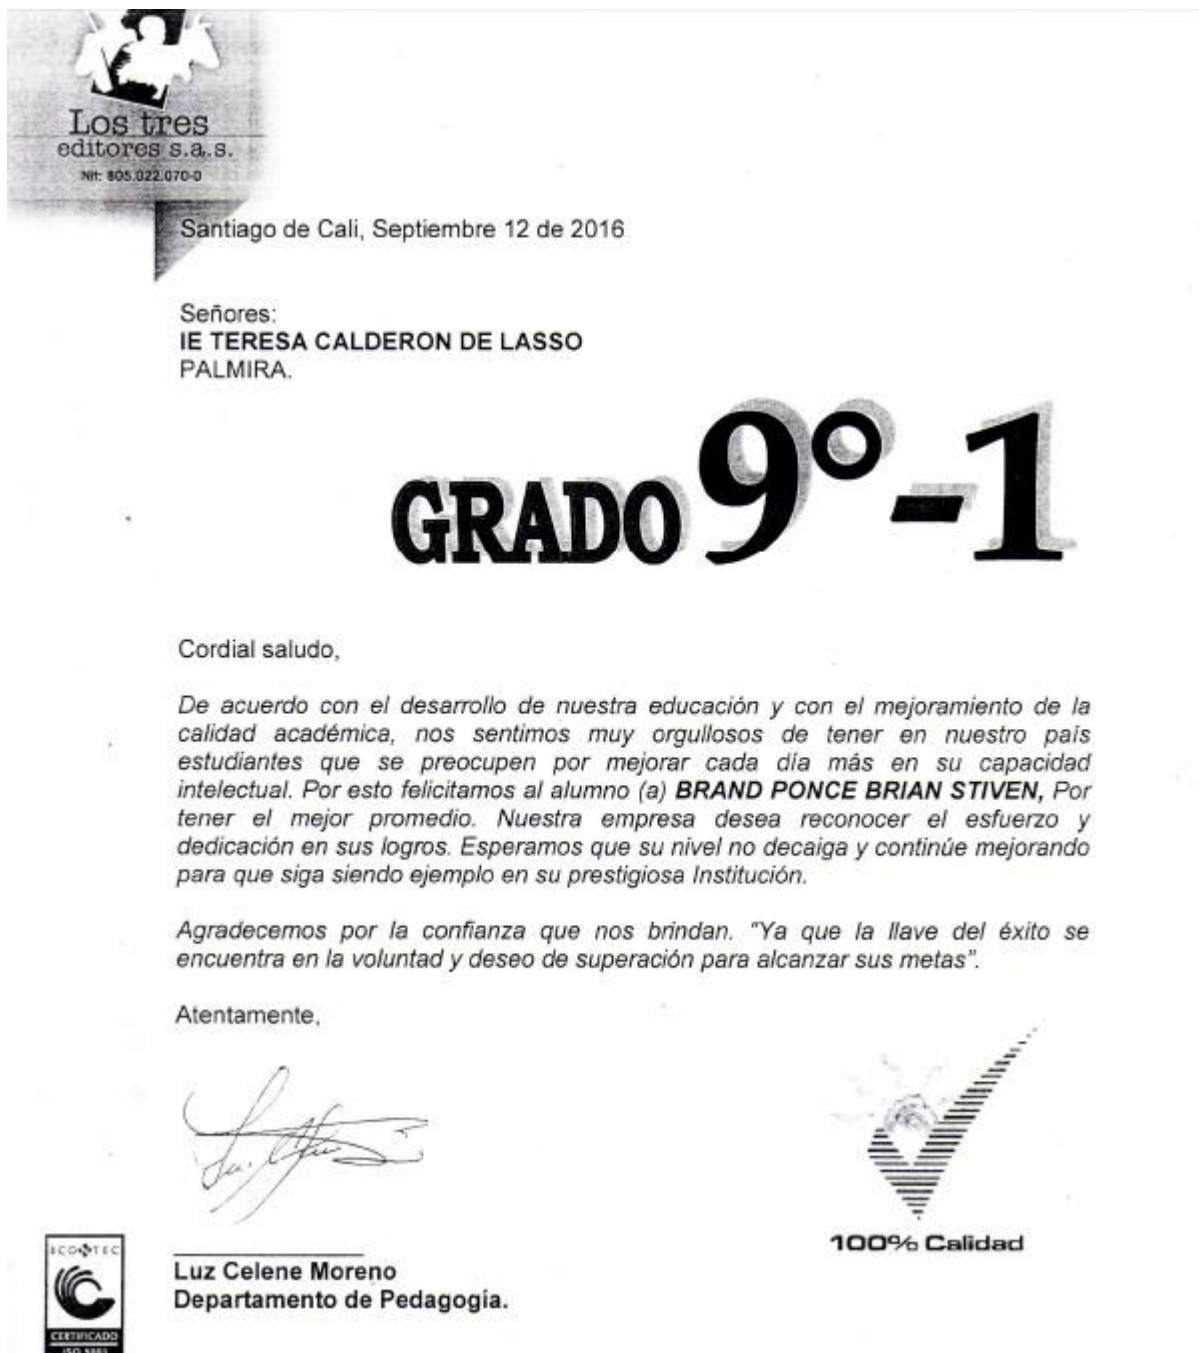 Los tres
editores s.a.s.
Nit: 805.022.070-0
Santiago de Cali, Septiembre 12 de 2016
Señores:
IE TERESA CALDERON DE LASSO
PALMIRA.
GRADO 9°-1
Cordial saludo,
De acuerdo con el desarrollo de nuestra educación y con el mejoramiento de la
calidad académica, nos sentimos muy orgullosos de tener en nuestro país
estudiantes que se preocupen por mejorar cada día más en su capacidad
intelectual. Por esto felicitamos al alumno (a) BRAND PONCE BRIAN STIVEN, Por
tener el mejor promedio. Nuestra empresa desea reconocer el esfuerzo y
dedicación en sus logros. Esperamos que su nivel no decaiga y continúe mejorando
para que siga siendo ejemplo en su prestigiosa Institución.
Agradecemos por la confianza que nos brindan. "Ya que la llave del éxito se
encuentra en la voluntad y deseo de superación para alcanzar sus metas".
Atentamente,
100% Calidad
Luz Celene Moreno
Departamento de Pedagogía.
ICONTEC
CERTIFICADO
ISO 9001